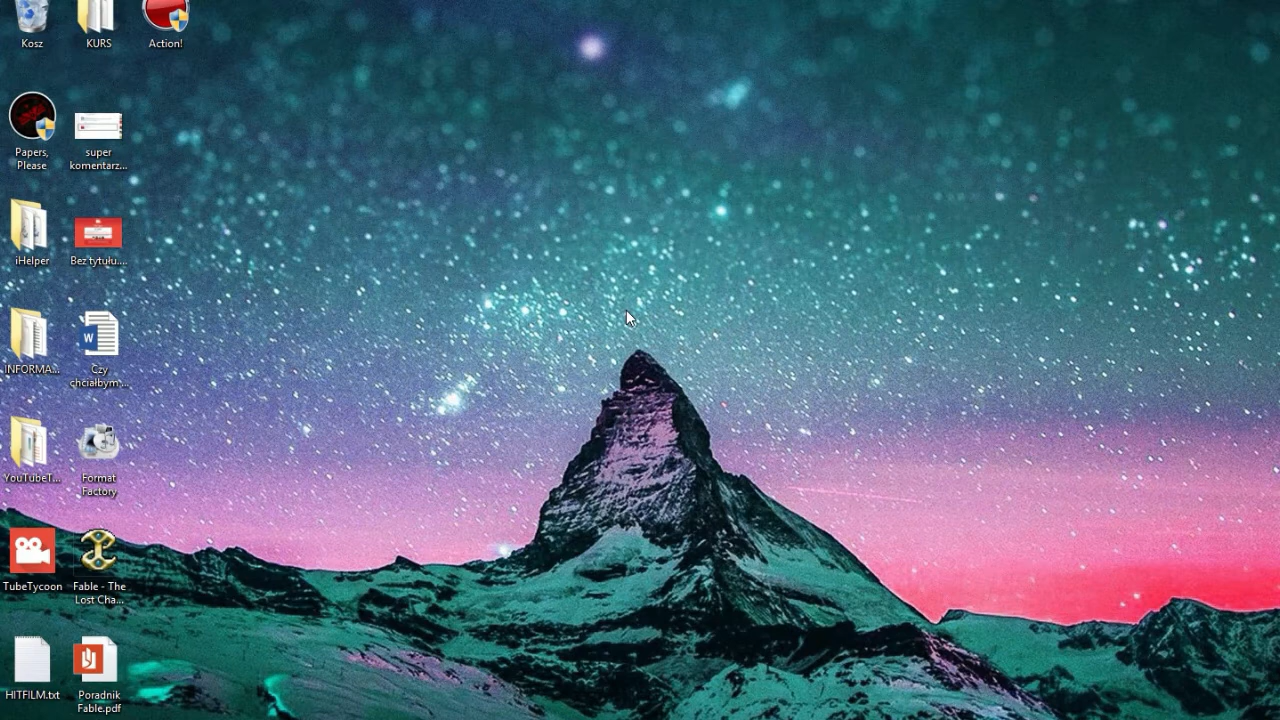 Kosz
KURS
Action!
Papers,
Please
super
komentarz...
iHelper
Bez tytułu....
INFORMA...
Czy
chciałbym...
YouTubeT...
Format
Factory
TubeTycoon
Fable - The
Lost Cha...
HITFILM.txt
Poradnik
Fable.pdf
W